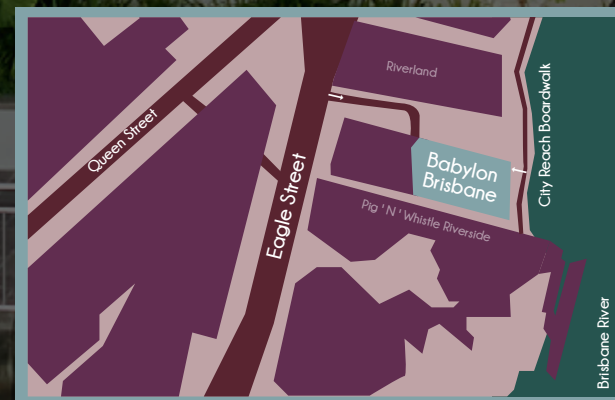 Riverland
City Reach Boardwalk
Queen Street
Babylon
Brisbane
Eagle Street
Pig 'N' Whistle Riverside
Brisbane River